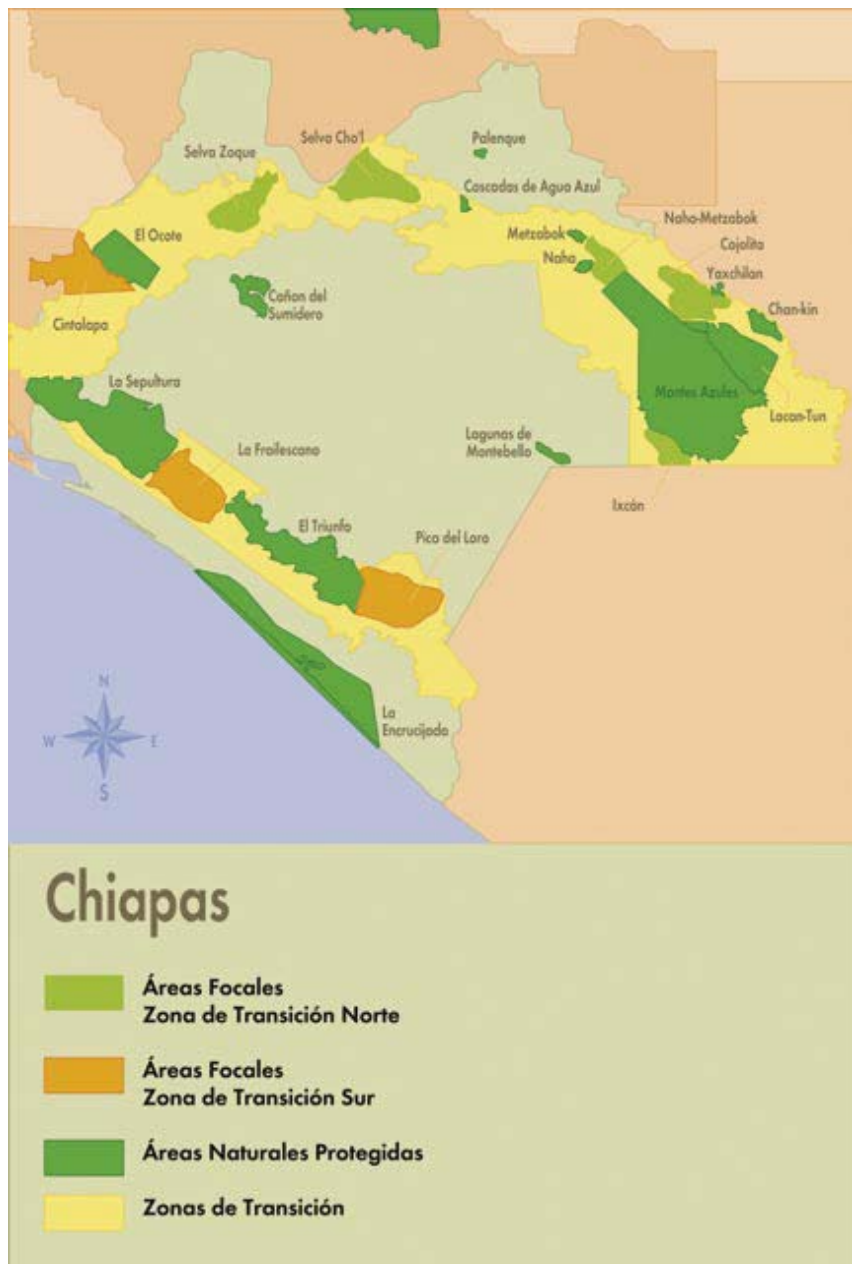 Selva Cho'l
Palenque
Selva Zoque
Cascadas de Agua Azul
Naha-Metzabok
El Ocote
Metzabok
Cojolita
Naha
Yaxchilan
Cañon del
Sumidero
Chan-kin
Cintalapa
La Sepultura
Montes Azules
Lacan-Tun
La Frailescana
Lagunas de
Montebello
Ixcán
El Triunfo
Pico del Loro
La
Encrucijada
N
W
E
S
Chiapas
Áreas Focales
Zona de Transición Norte
Áreas Focales
Zona de Transición Sur
Áreas Naturales Protegidas
Zonas de Transición